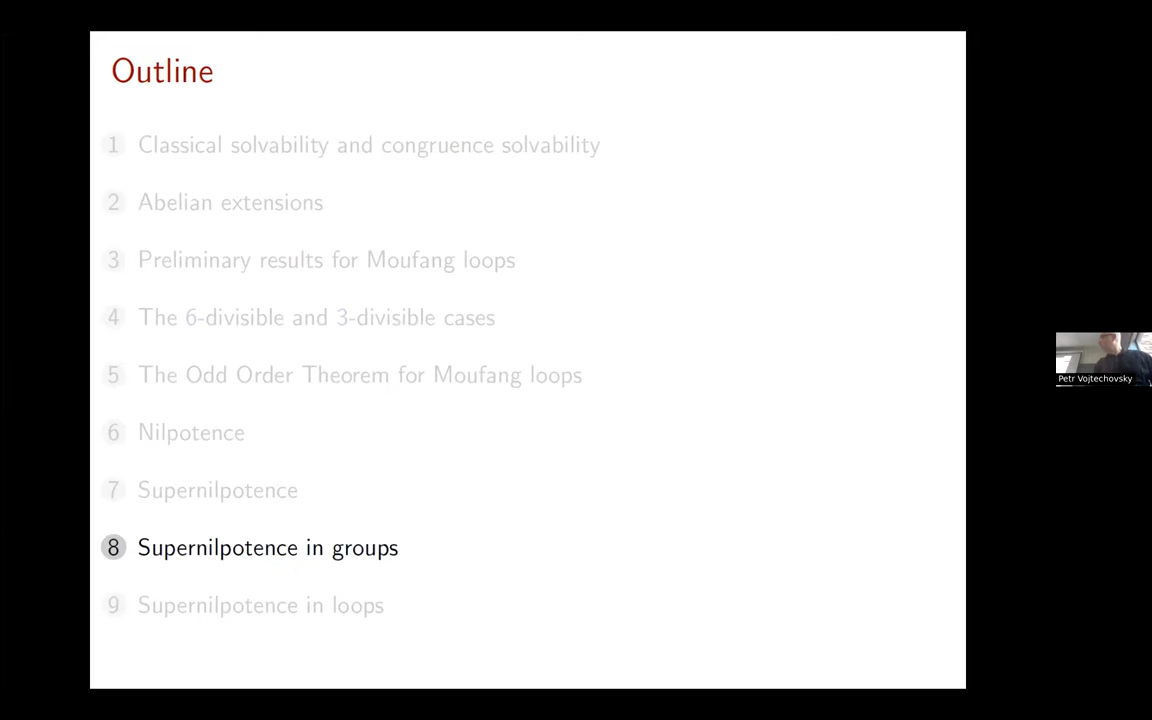 Outline
1 Classical solvability and congruence solvability
2 Abelian extensions
3 Preliminary results for Moufang loops
4 The 6-divisible and 3-divisible cases
5 The Odd Order Theorem for Moufang loops
6 Nilpotence
7 Supernilpotence
8 Supernilpotence in groups
9 Supernilpotence in loops
Petr Vojtechovsky